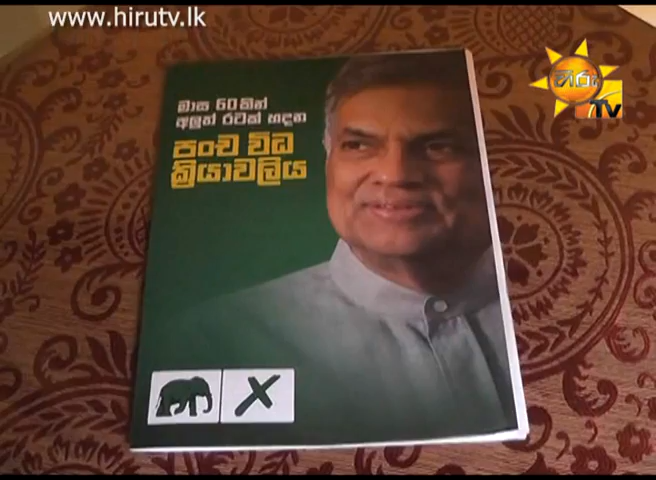 www.hirutv.lk
හිරු
TV
මාස 60කින්
අලුත් රටක් හදන
පංච විධ
ක්‍රියාවලිය